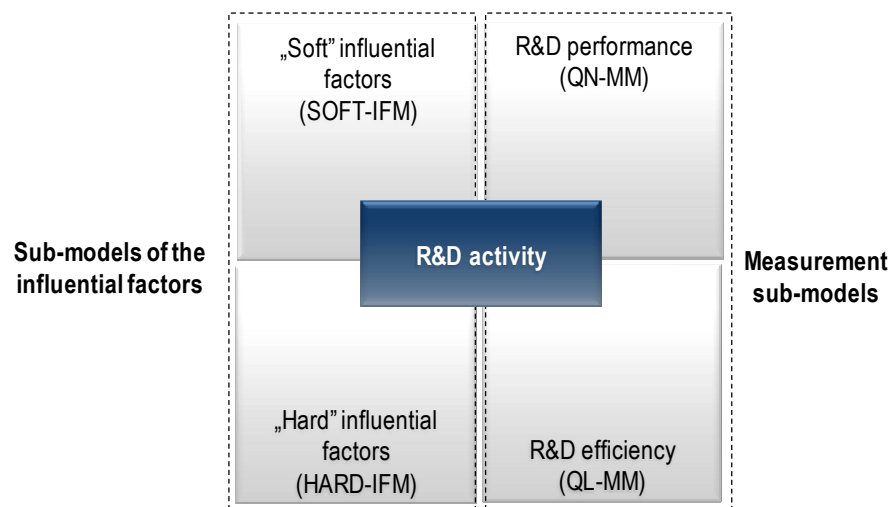 „Soft” influential
factors
(SOFT-IFM)
R&D performance
(QN-MM)
Sub-models of the
influential factors
R&D activity
Measurement
sub-models
„Hard” influential
factors
(HARD-IFM)
R&D efficiency
(QL-MM)